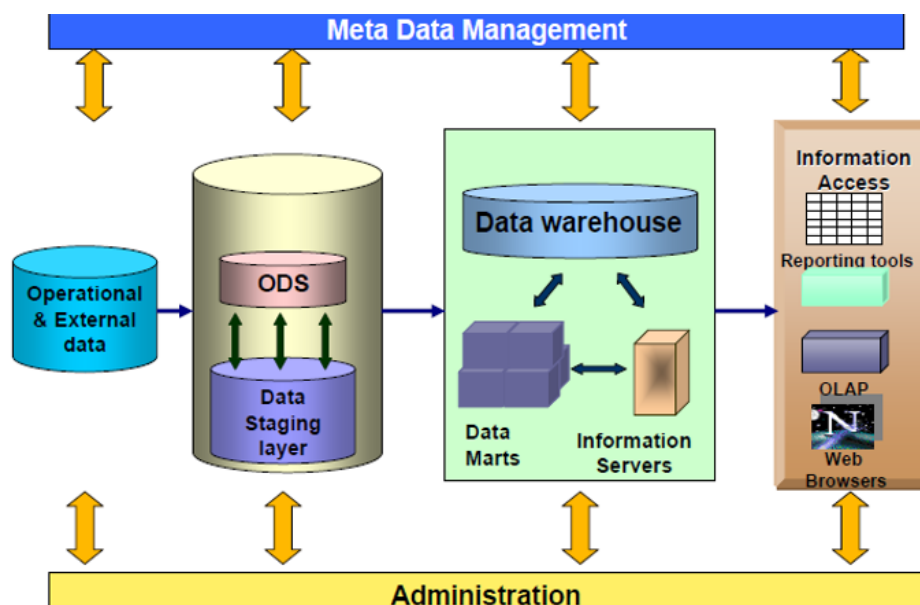 Meta Data Management
Operational
& External
data
ODS
Data
Staging
layer
Data warehouse
Data
Marts
Information
Servers
Information
Access
Reporting tools
OLAP
N
Web
Browsers
Administration